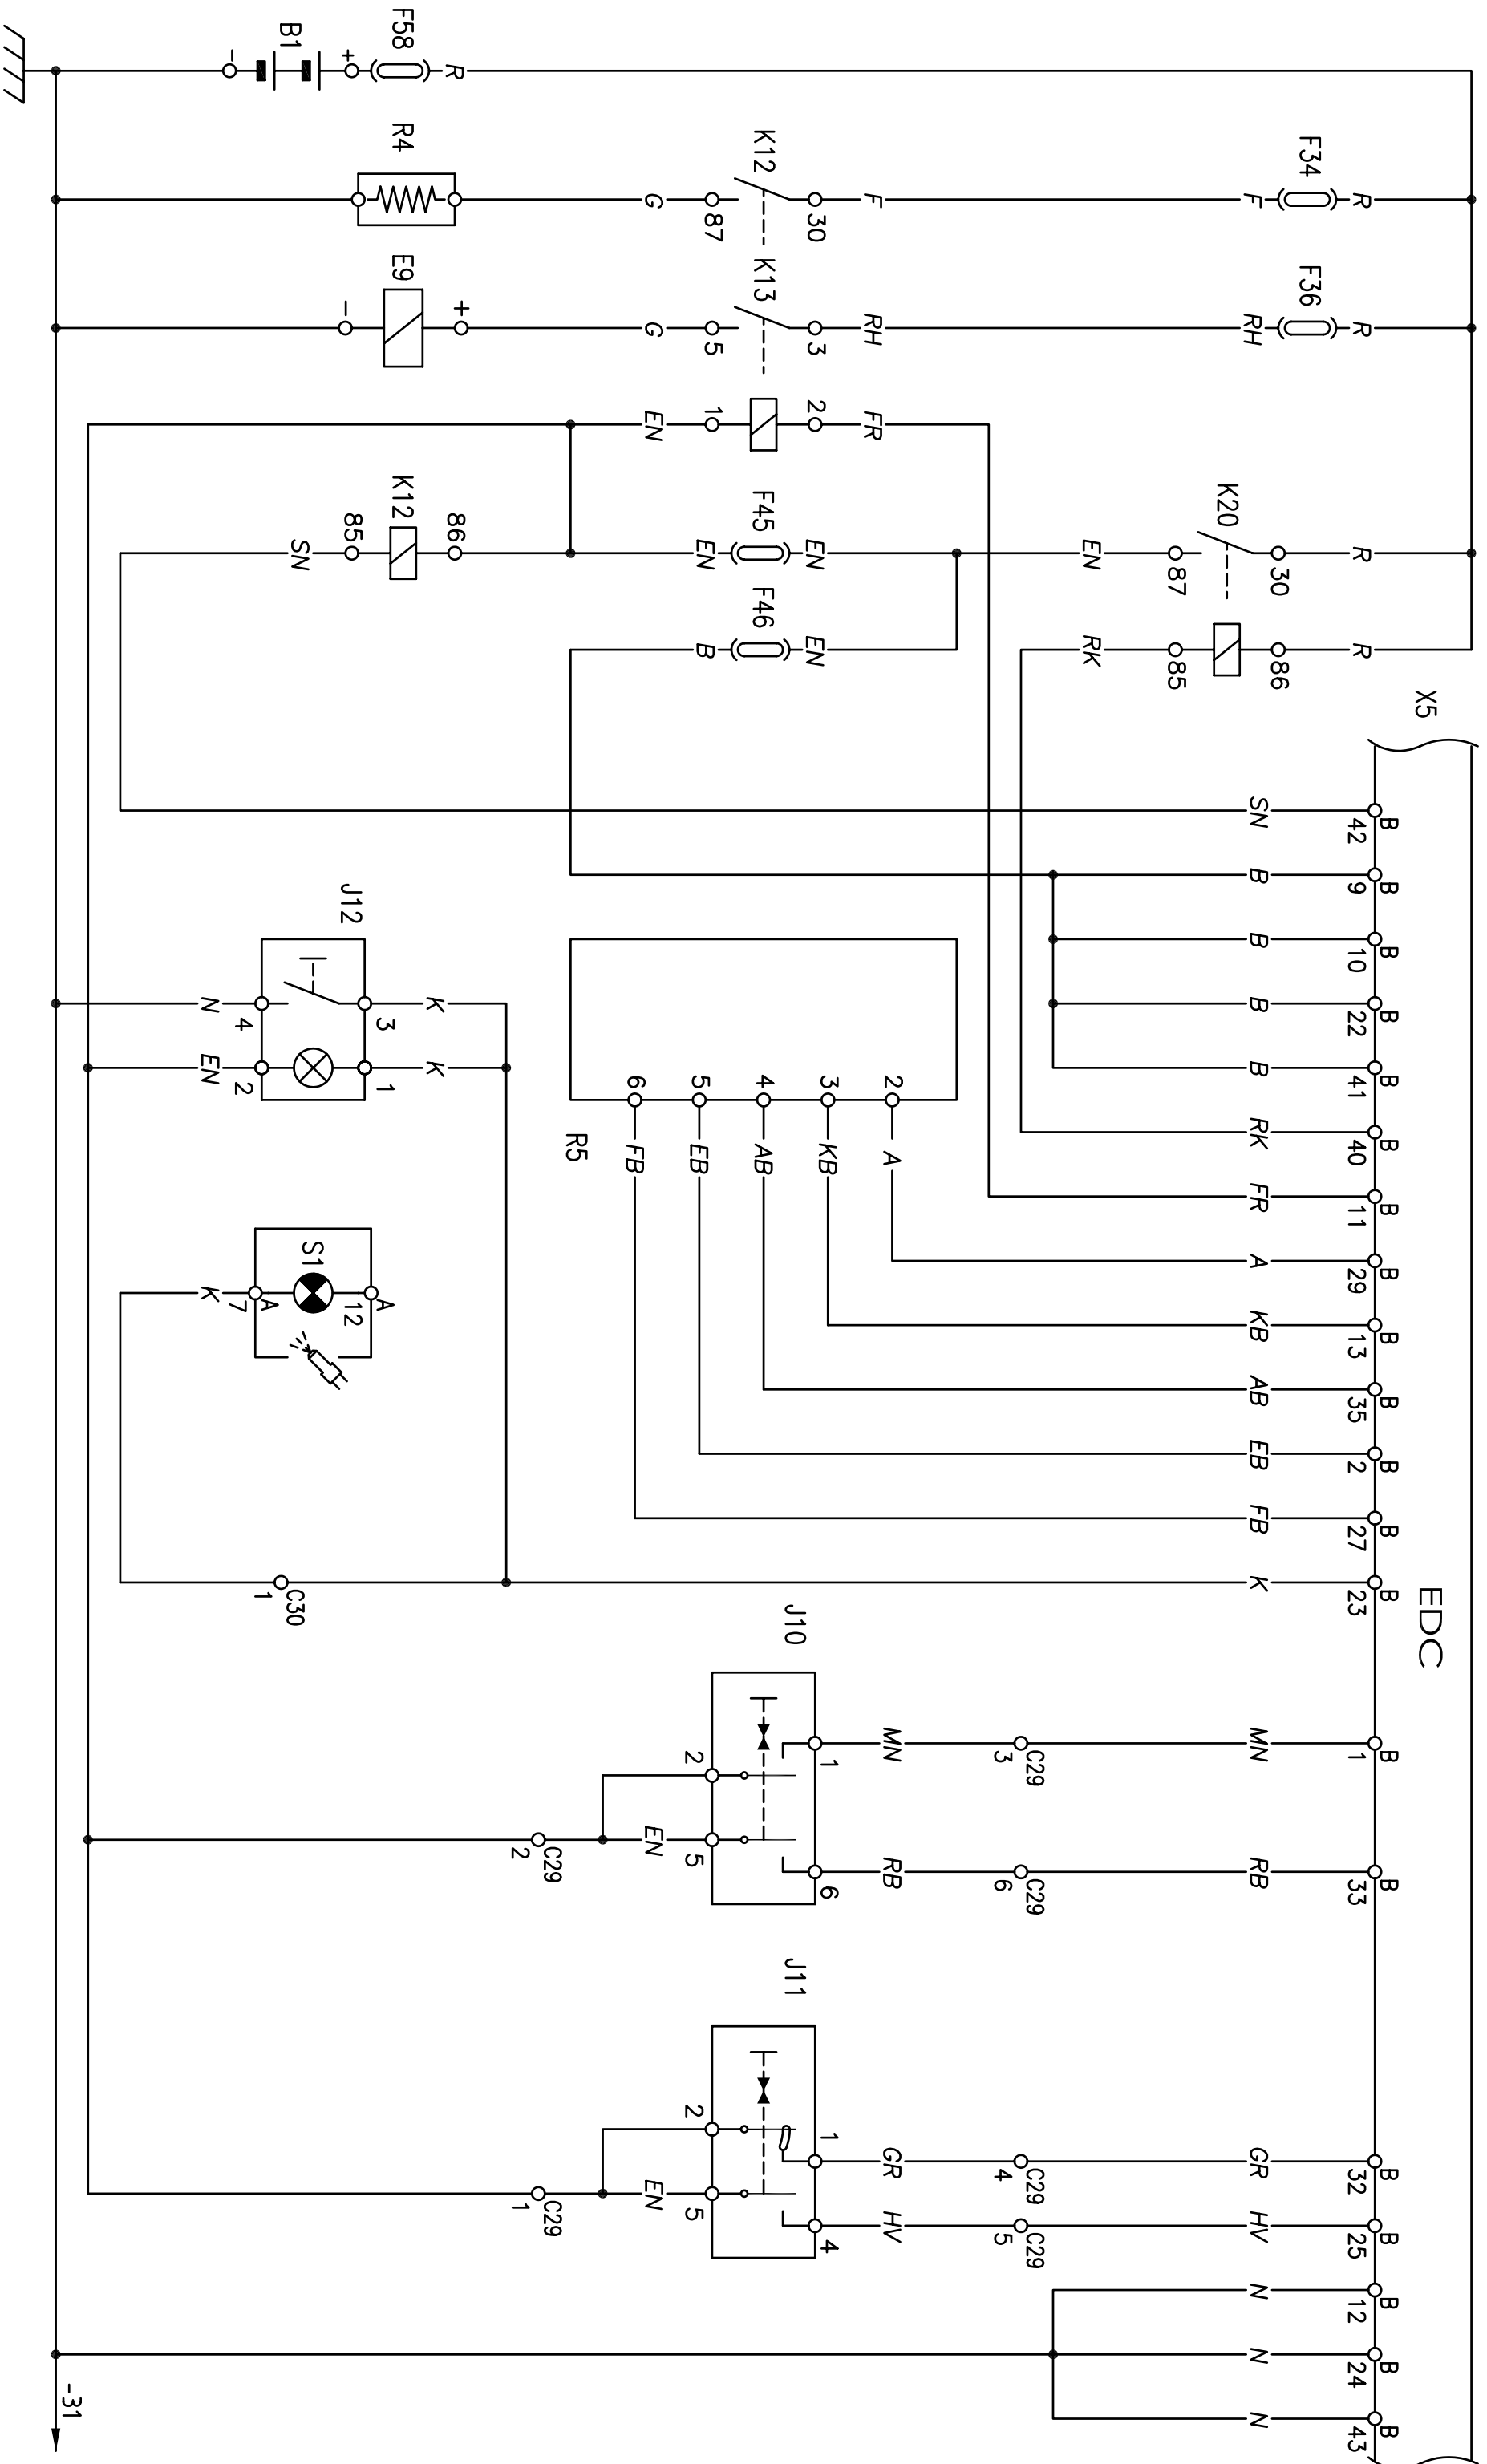 X5 EDC
B B B B B B B B B B B B B B B B B B B B
R R R R 42 9 10 22 41 40 11 29 13 35 2 27 23 1 33 32 25 12 24 43
F34 F36
30 86
F RH SN B B B B RK FR A KB AB EB FB K MN RB GR HV N N N
K20
87 85
EN RK
C29 C29 C29 C29
3 6 4 5
A MN RB GR HV
2
F RH FR
KB
3
30 3 2 EN EN 1 6 1 4
J10 J11
K12 K13 F45 F46
4 AB
87 5 1 EN B
5 EB 2 5 2 5
G G EN EN EN
6 FB
R5
C29 C29
2 1
R 86 K K
+
F58 R4 E9 K12
3 1 A
+ - 85 12
J12
S1
B1 SN C30
1
A
4 2 7
- N EN K
-31